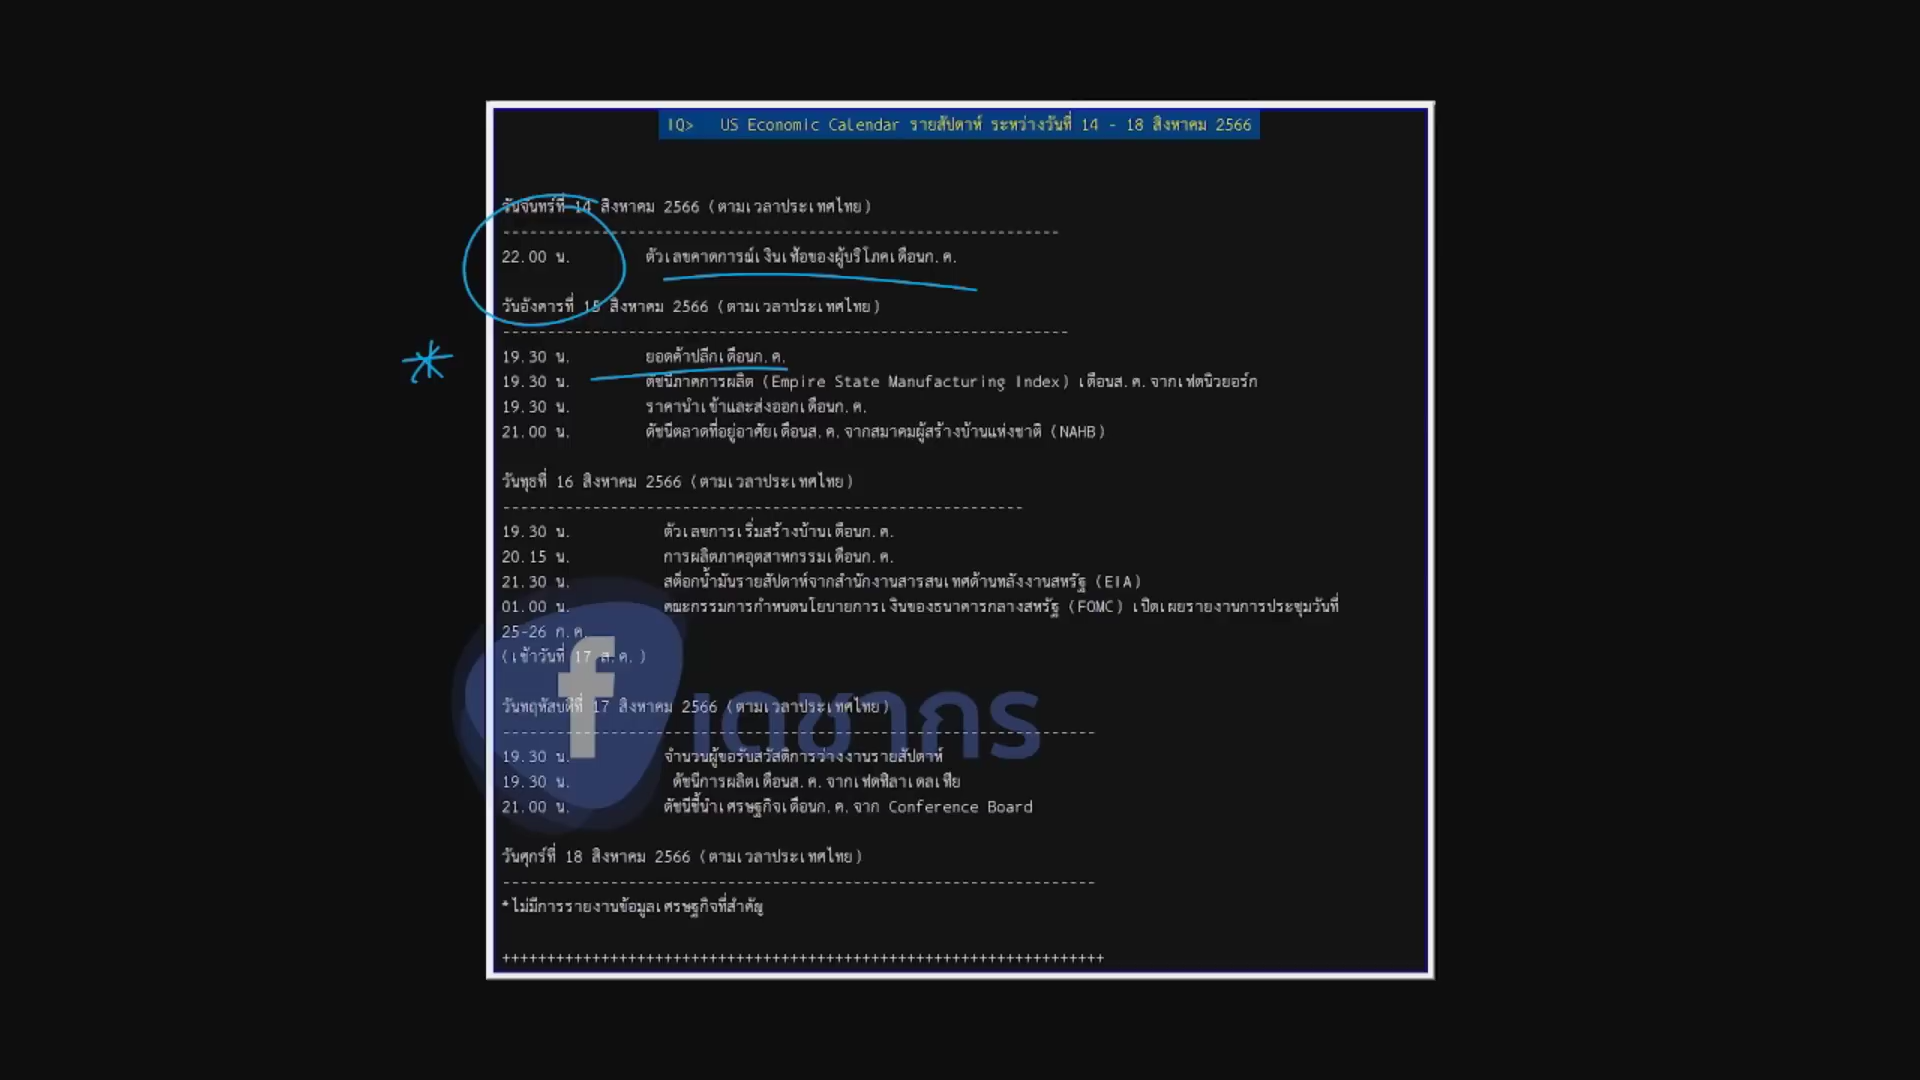 IQ> US Economic Calendar รายสัปดาห์ ระหว่างวันที่ 14 - 18 สิงหาคม 2566
วันจันทร์ที่ 14 สิงหาคม 2566 (ตามเวลาประเทศไทย)
--------------------------------------------------------------
22.00 น. ตัวเลขคาดการณ์เงินเฟ้อของผู้บริโภคเดือนก.ค.
วันอังคารที่ 15 สิงหาคม 2566 (ตามเวลาประเทศไทย)
---------------------------------------------------------------
19.30 น. ยอดค้าปลีกเดือนก.ค.
19.30 น. ดัชนีภาคการผลิต (Empire State Manufacturing Index) เดือนส.ค.จากเฟดนิวยอร์ก
19.30 น. ราคานำเข้าและส่งออกเดือนก.ค.
21.00 น. ดัชนีตลาดที่อยู่อาศัยเดือนส.ค.จากสมาคมผู้สร้างบ้านแห่งชาติ (NAHB)
วันพุธที่ 16 สิงหาคม 2566 (ตามเวลาประเทศไทย)
----------------------------------------------------------
19.30 น. ตัวเลขการเริ่มสร้างบ้านเดือนก.ค.
20.15 น. การผลิตภาคอุตสาหกรรมเดือนก.ค.
21.30 น. สต็อกน้ำมันรายสัปดาห์จากสำนักงานสารสนเทศด้านพลังงานสหรัฐ (EIA)
01.00 น. คณะกรรมการกำหนดนโยบายการเงินของธนาคารกลางสหรัฐ (FOMC) เปิดเผยรายงานการประชุมวันที่
25-26 ก.ค.
(เช้าวันที่ 17 ส.ค.)
วันพฤหัสบดีที่ 17 สิงหาคม 2566 (ตามเวลาประเทศไทย)
f เดชากร
------------------------------------------------------------------
19.30 น. จำนวนผู้ขอรับสวัสดิการว่างงานรายสัปดาห์
19.30 น. ดัชนีการผลิตเดือนส.ค.จากเฟดฟิลาเดลเฟีย
21.00 น. ดัชนีชี้นำเศรษฐกิจเดือนก.ค.จาก Conference Board
วันศุกร์ที่ 18 สิงหาคม 2566 (ตามเวลาประเทศไทย)
------------------------------------------------------------------
*ไม่มีการรายงานข้อมูลเศรษฐกิจที่สำคัญ
+++++++++++++++++++++++++++++++++++++++++++++++++++++++++++++++++++